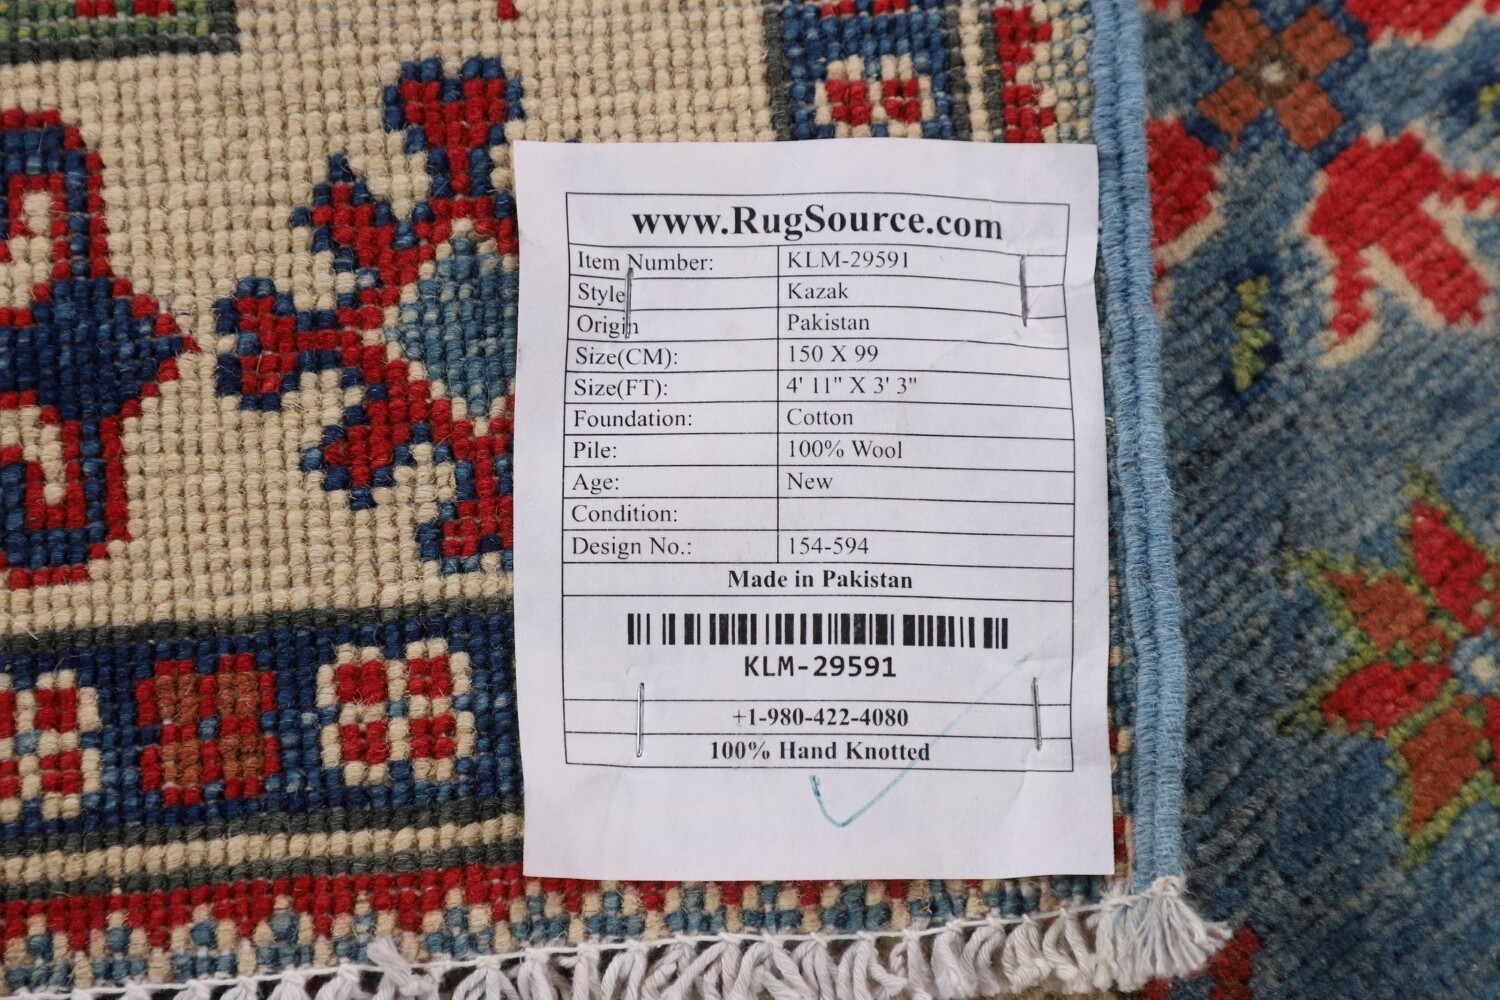 www.RugSource.com
Item Number: KLM-29591
Style Kazak
Origin Pakistan
Size(CM): 150 X 99
Size(FT): 4' 11" X 3' 3"
Foundation: Cotton
Pile: 100% Wool
Age: New
Condition:
Design No.: 154-594
Made in Pakistan
KLM-29591
+1-980-422-4080
100% Hand Knotted